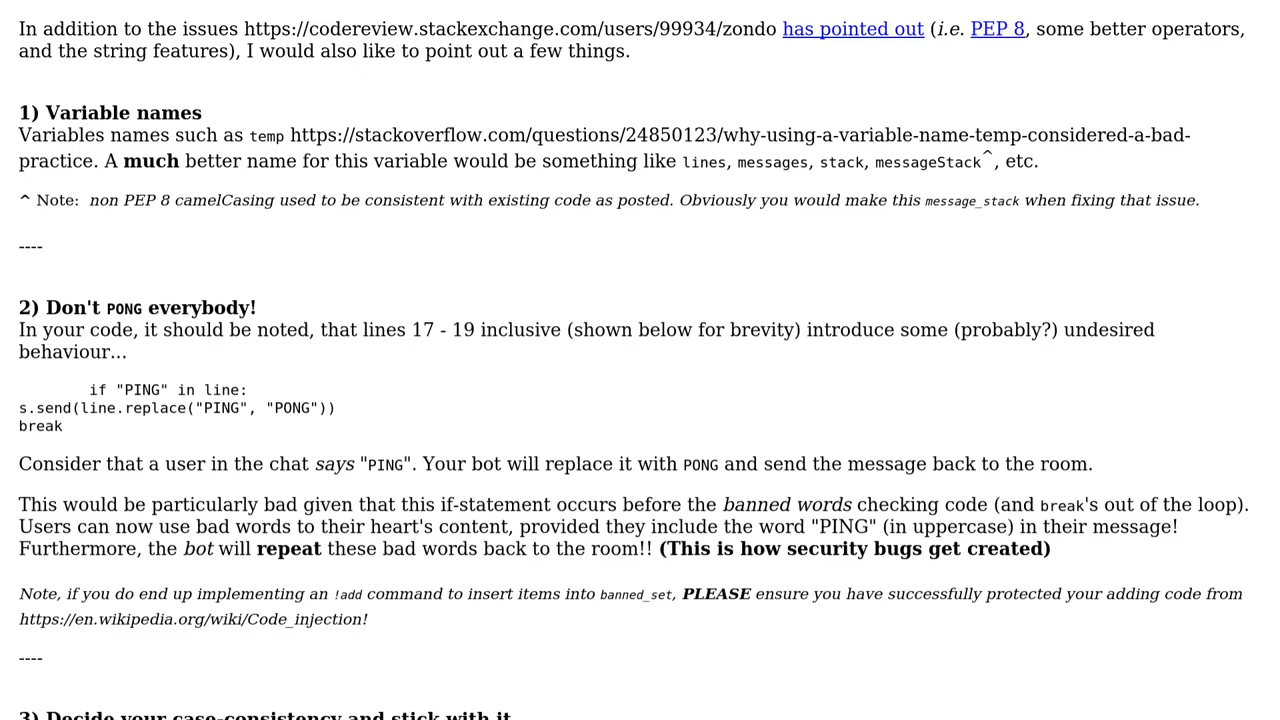 In addition to the issues https://codereview.stackexchange.com/users/99934/zondo has pointed out (i.e. PEP 8, some better operators,
and the string features), I would also like to point out a few things.
1) Variable names
Variables names such as temp https://stackoverflow.com/questions/24850123/why-using-a-variable-name-temp-considered-a-bad-
practice. A much better name for this variable would be something like lines, messages, stack, messageStack^, etc.
^ Note: non PEP 8 camelCasing used to be consistent with existing code as posted. Obviously you would make this message_stack when fixing that issue.
----
2) Don't PONG everybody!
In your code, it should be noted, that lines 17 - 19 inclusive (shown below for brevity) introduce some (probably?) undesired
behaviour...
if "PING" in line:
s.send(line.replace("PING", "PONG"))
break
Consider that a user in the chat says "PING". Your bot will replace it with PONG and send the message back to the room.
This would be particularly bad given that this if-statement occurs before the banned words checking code (and break's out of the loop).
Users can now use bad words to their heart's content, provided they include the word "PING" (in uppercase) in their message!
Furthermore, the bot will repeat these bad words back to the room!! (This is how security bugs get created)
Note, if you do end up implementing an !add command to insert items into banned_set, PLEASE ensure you have successfully protected your adding code from
https://en.wikipedia.org/wiki/Code_injection!
----
3) Decide your case-consistency and stick with it